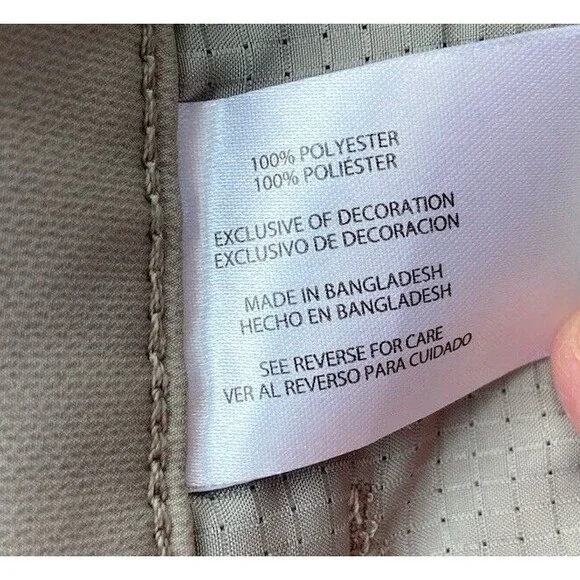 100% POLYESTER
100% POLIÉSTER
EXCLUSIVE OF DECORATION
EXCLUSIVO DE DECORACION
MADE IN BANGLADESH
HECHO EN BANGLADESH
SEE REVERSE FOR CARE
VER AL REVERSO PARA CUIDADO